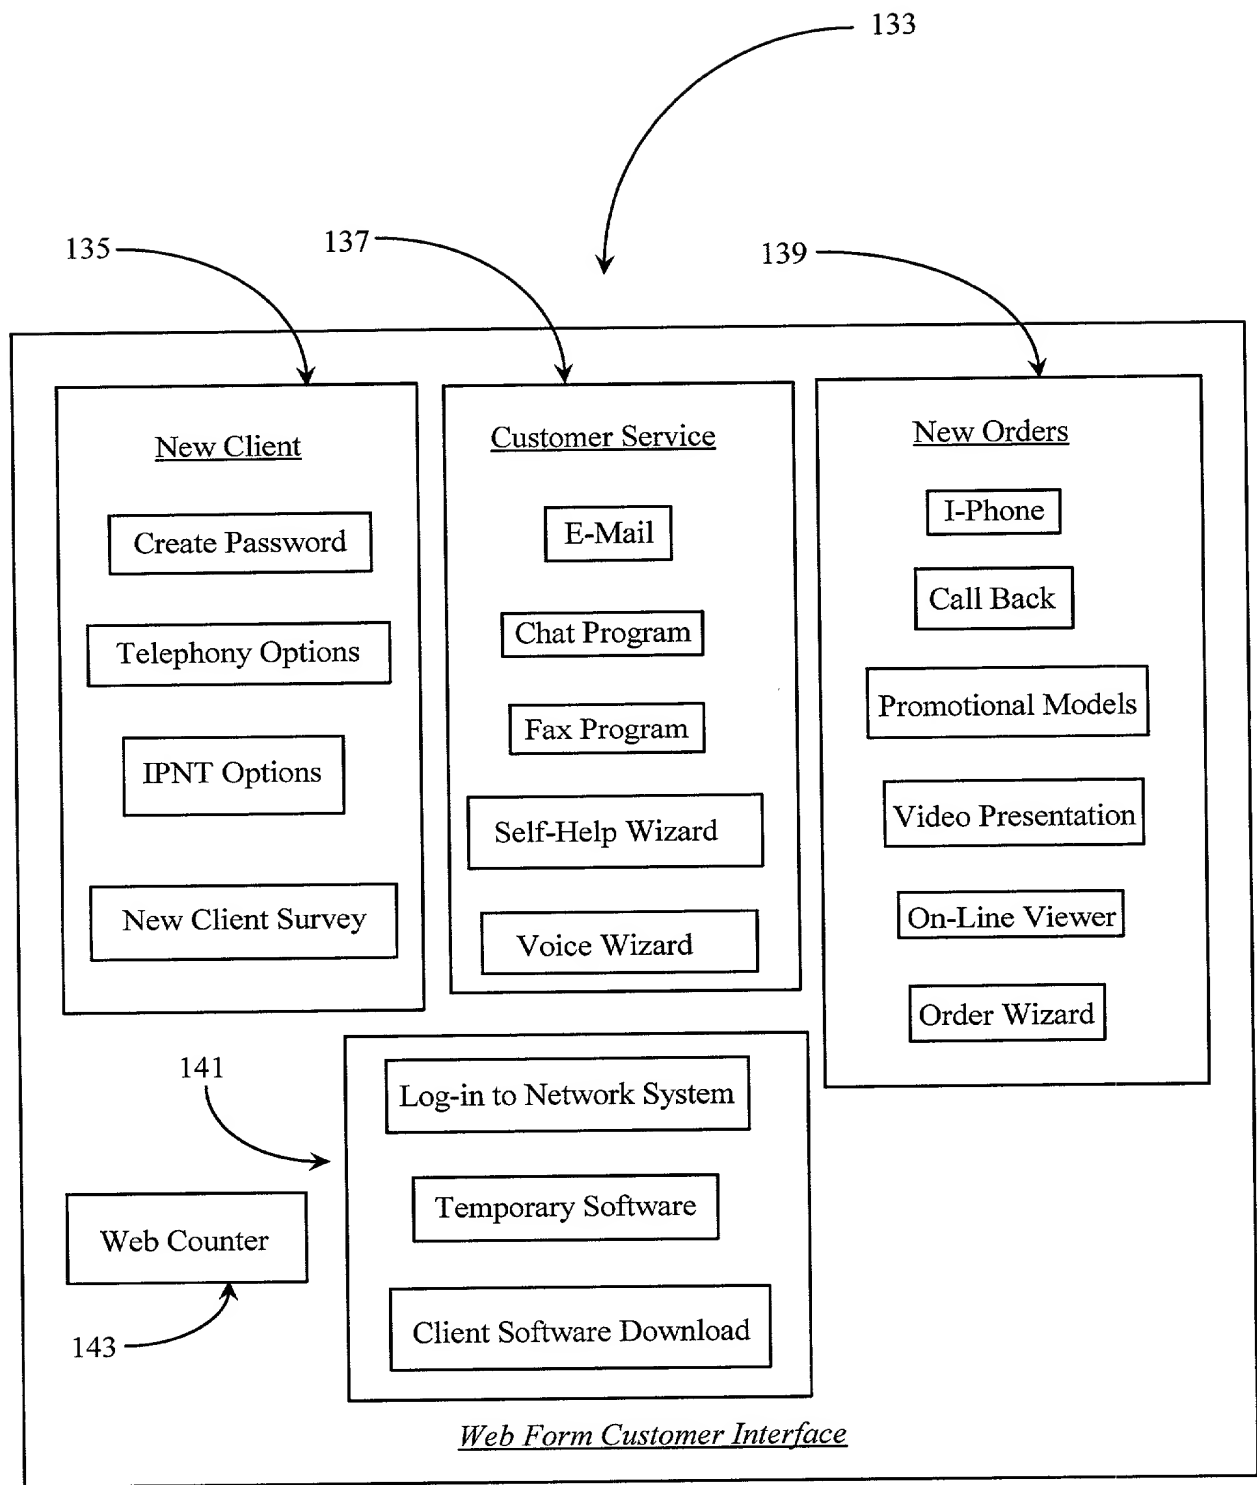 133
135
137
139
New Client
Create Password
Telephony Options
IPNT Options
New Client Survey
Customer Service
E-Mail
Chat Program
Fax Program
Self-Help Wizard
Voice Wizard
New Orders
I-Phone
Call Back
Promotional Models
Video Presentation
On-Line Viewer
Order Wizard
141
Log-in to Network System
Temporary Software
Client Software Download
Web Counter
143
Web Form Customer Interface